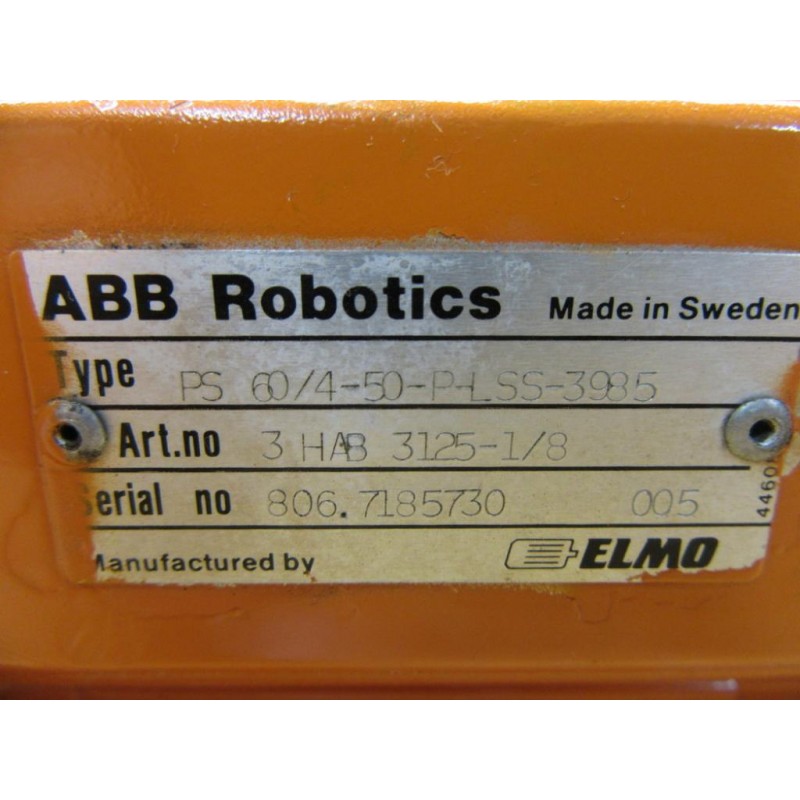 ABB Robotics Made in Sweden
Type PS 60/4-50-P-LSS-3985
Art.no 3 HAB 3125-1/8
Serial no 806.7185730 005
Manufactured by ELMO
4460